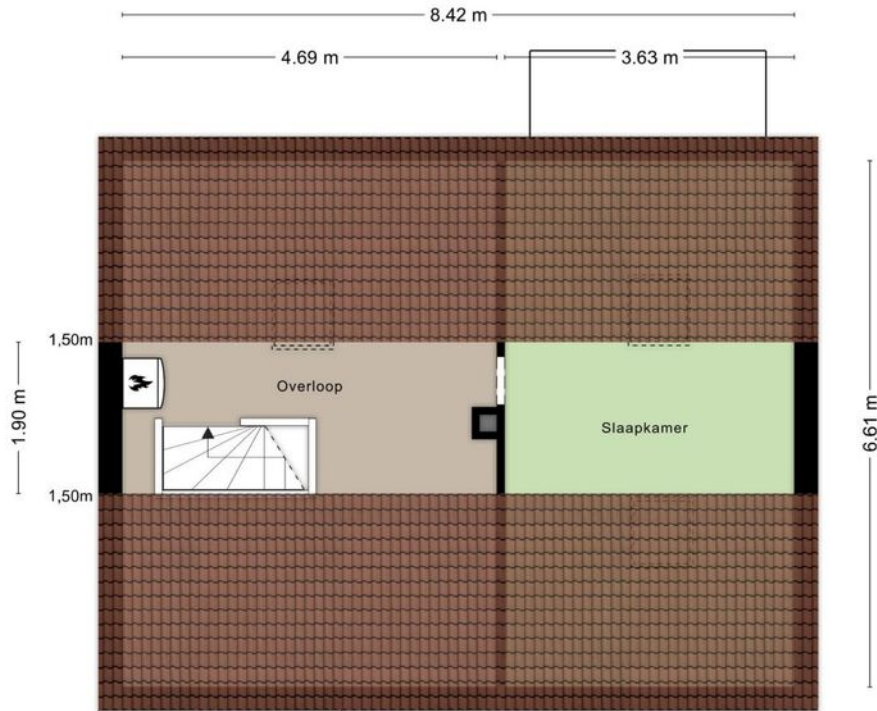 8.42 m
4.69 m
3.63 m
1,50m
Overloop
1.90 m
Slaapkamer
6.61 m
1,50m